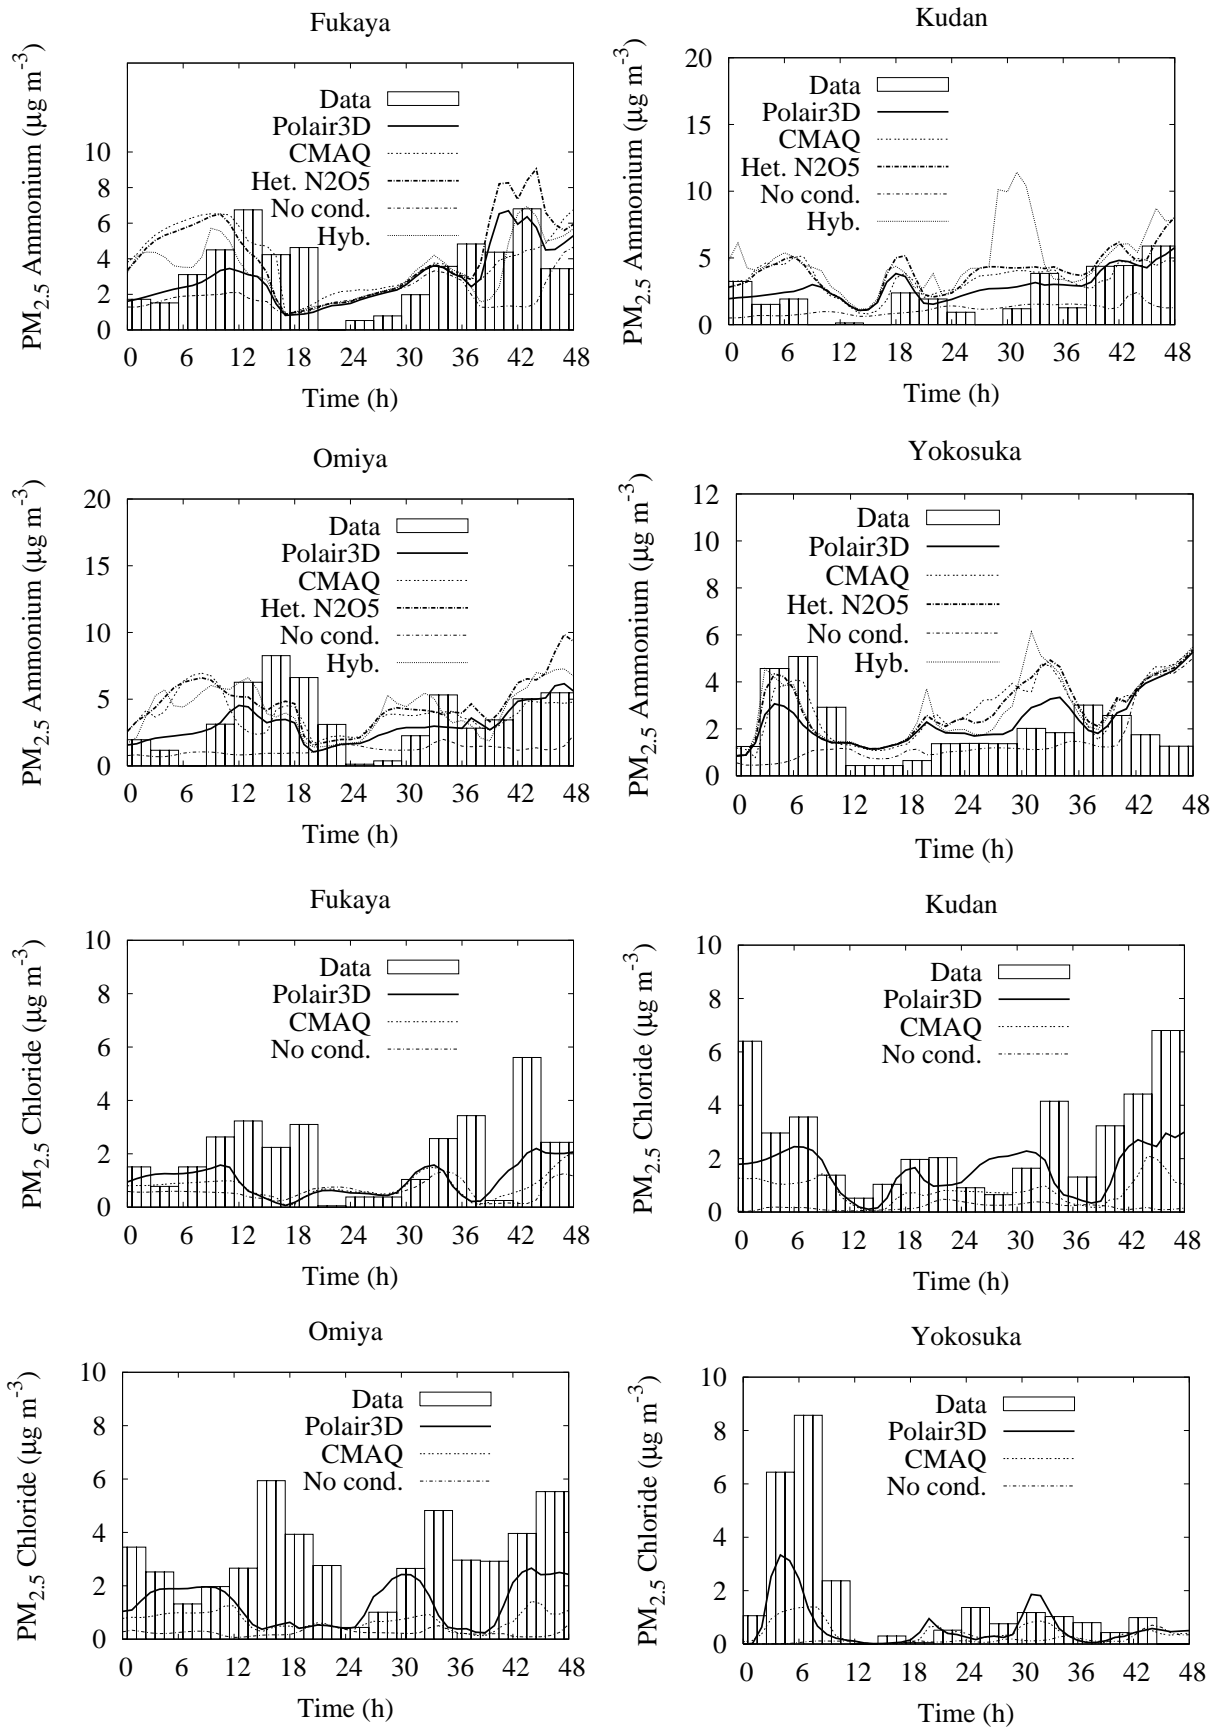 Fukaya
PM2.5 Ammonium (μg m-3)
Data
Polair3D
CMAQ
Het. N2O5
No cond.
Hyb.
10
8
6
4
2
0
0 6 12 18 24 30 36 42 48
Time (h)
Kudan
PM2.5 Ammonium (μg m-3)
Data
Polair3D
CMAQ
Het. N2O5
No cond.
Hyb.
20
15
10
5
0
0 6 12 18 24 30 36 42 48
Time (h)
Omiya
PM2.5 Ammonium (μg m-3)
Data
Polair3D
CMAQ
Het. N2O5
No cond.
Hyb.
20
15
10
5
0
0 6 12 18 24 30 36 42 48
Time (h)
Yokosuka
PM2.5 Ammonium (μg m-3)
Data
Polair3D
CMAQ
Het. N2O5
No cond.
Hyb.
12
10
8
6
4
2
0
0 6 12 18 24 30 36 42 48
Time (h)
Fukaya
PM2.5 Chloride (μg m-3)
Data
Polair3D
CMAQ
No cond.
10
8
6
4
2
0
0 6 12 18 24 30 36 42 48
Time (h)
Kudan
PM2.5 Chloride (μg m-3)
Data
Polair3D
CMAQ
No cond.
10
8
6
4
2
0
0 6 12 18 24 30 36 42 48
Time (h)
Omiya
PM2.5 Chloride (μg m-3)
Data
Polair3D
CMAQ
No cond.
10
8
6
4
2
0
0 6 12 18 24 30 36 42 48
Time (h)
Yokosuka
PM2.5 Chloride (μg m-3)
Data
Polair3D
CMAQ
No cond.
10
8
6
4
2
0
0 6 12 18 24 30 36 42 48
Time (h)